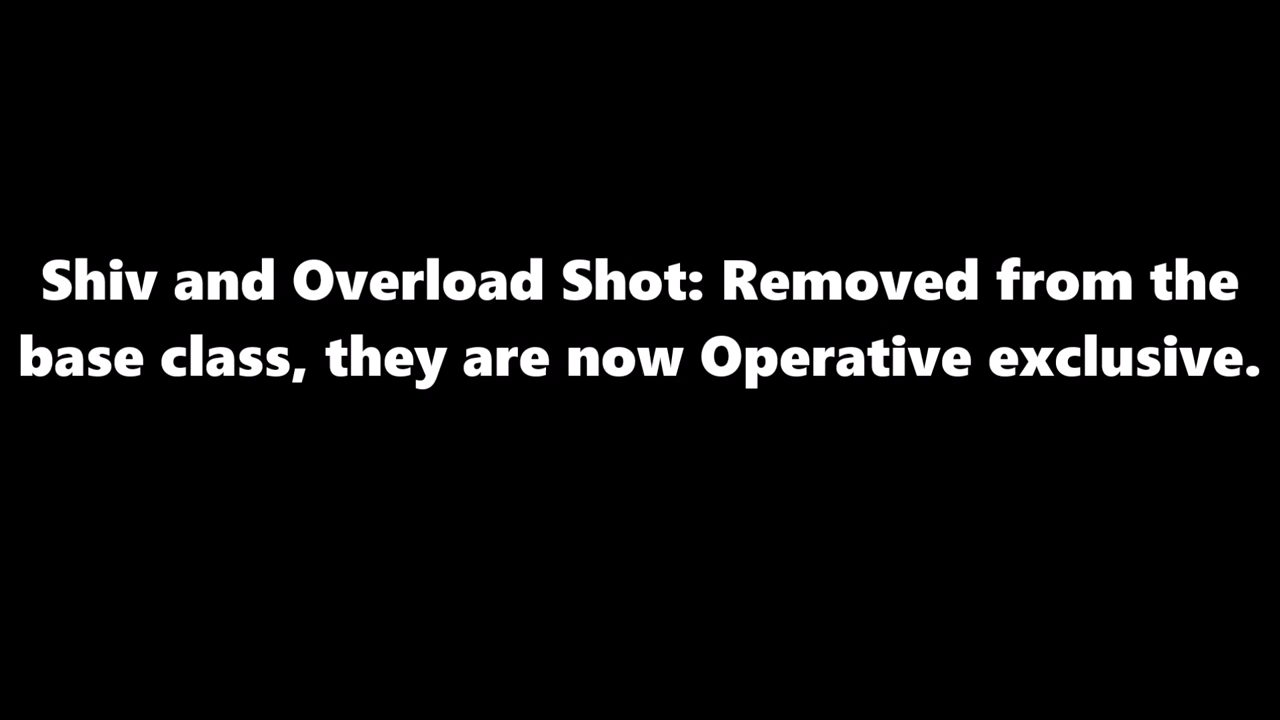 Shiv and Overload Shot: Removed from the
base class, they are now Operative exclusive.